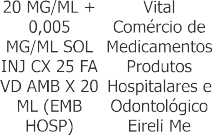 20 MG/ML +
0,005
MG/ML SOL
INJ CX 25 FA
VD AMB X 20
ML (EMB
HOSP)
Vital
Comércio de
Medicamentos
Produtos
Hospitalares e
Odontológico
Eireli Me